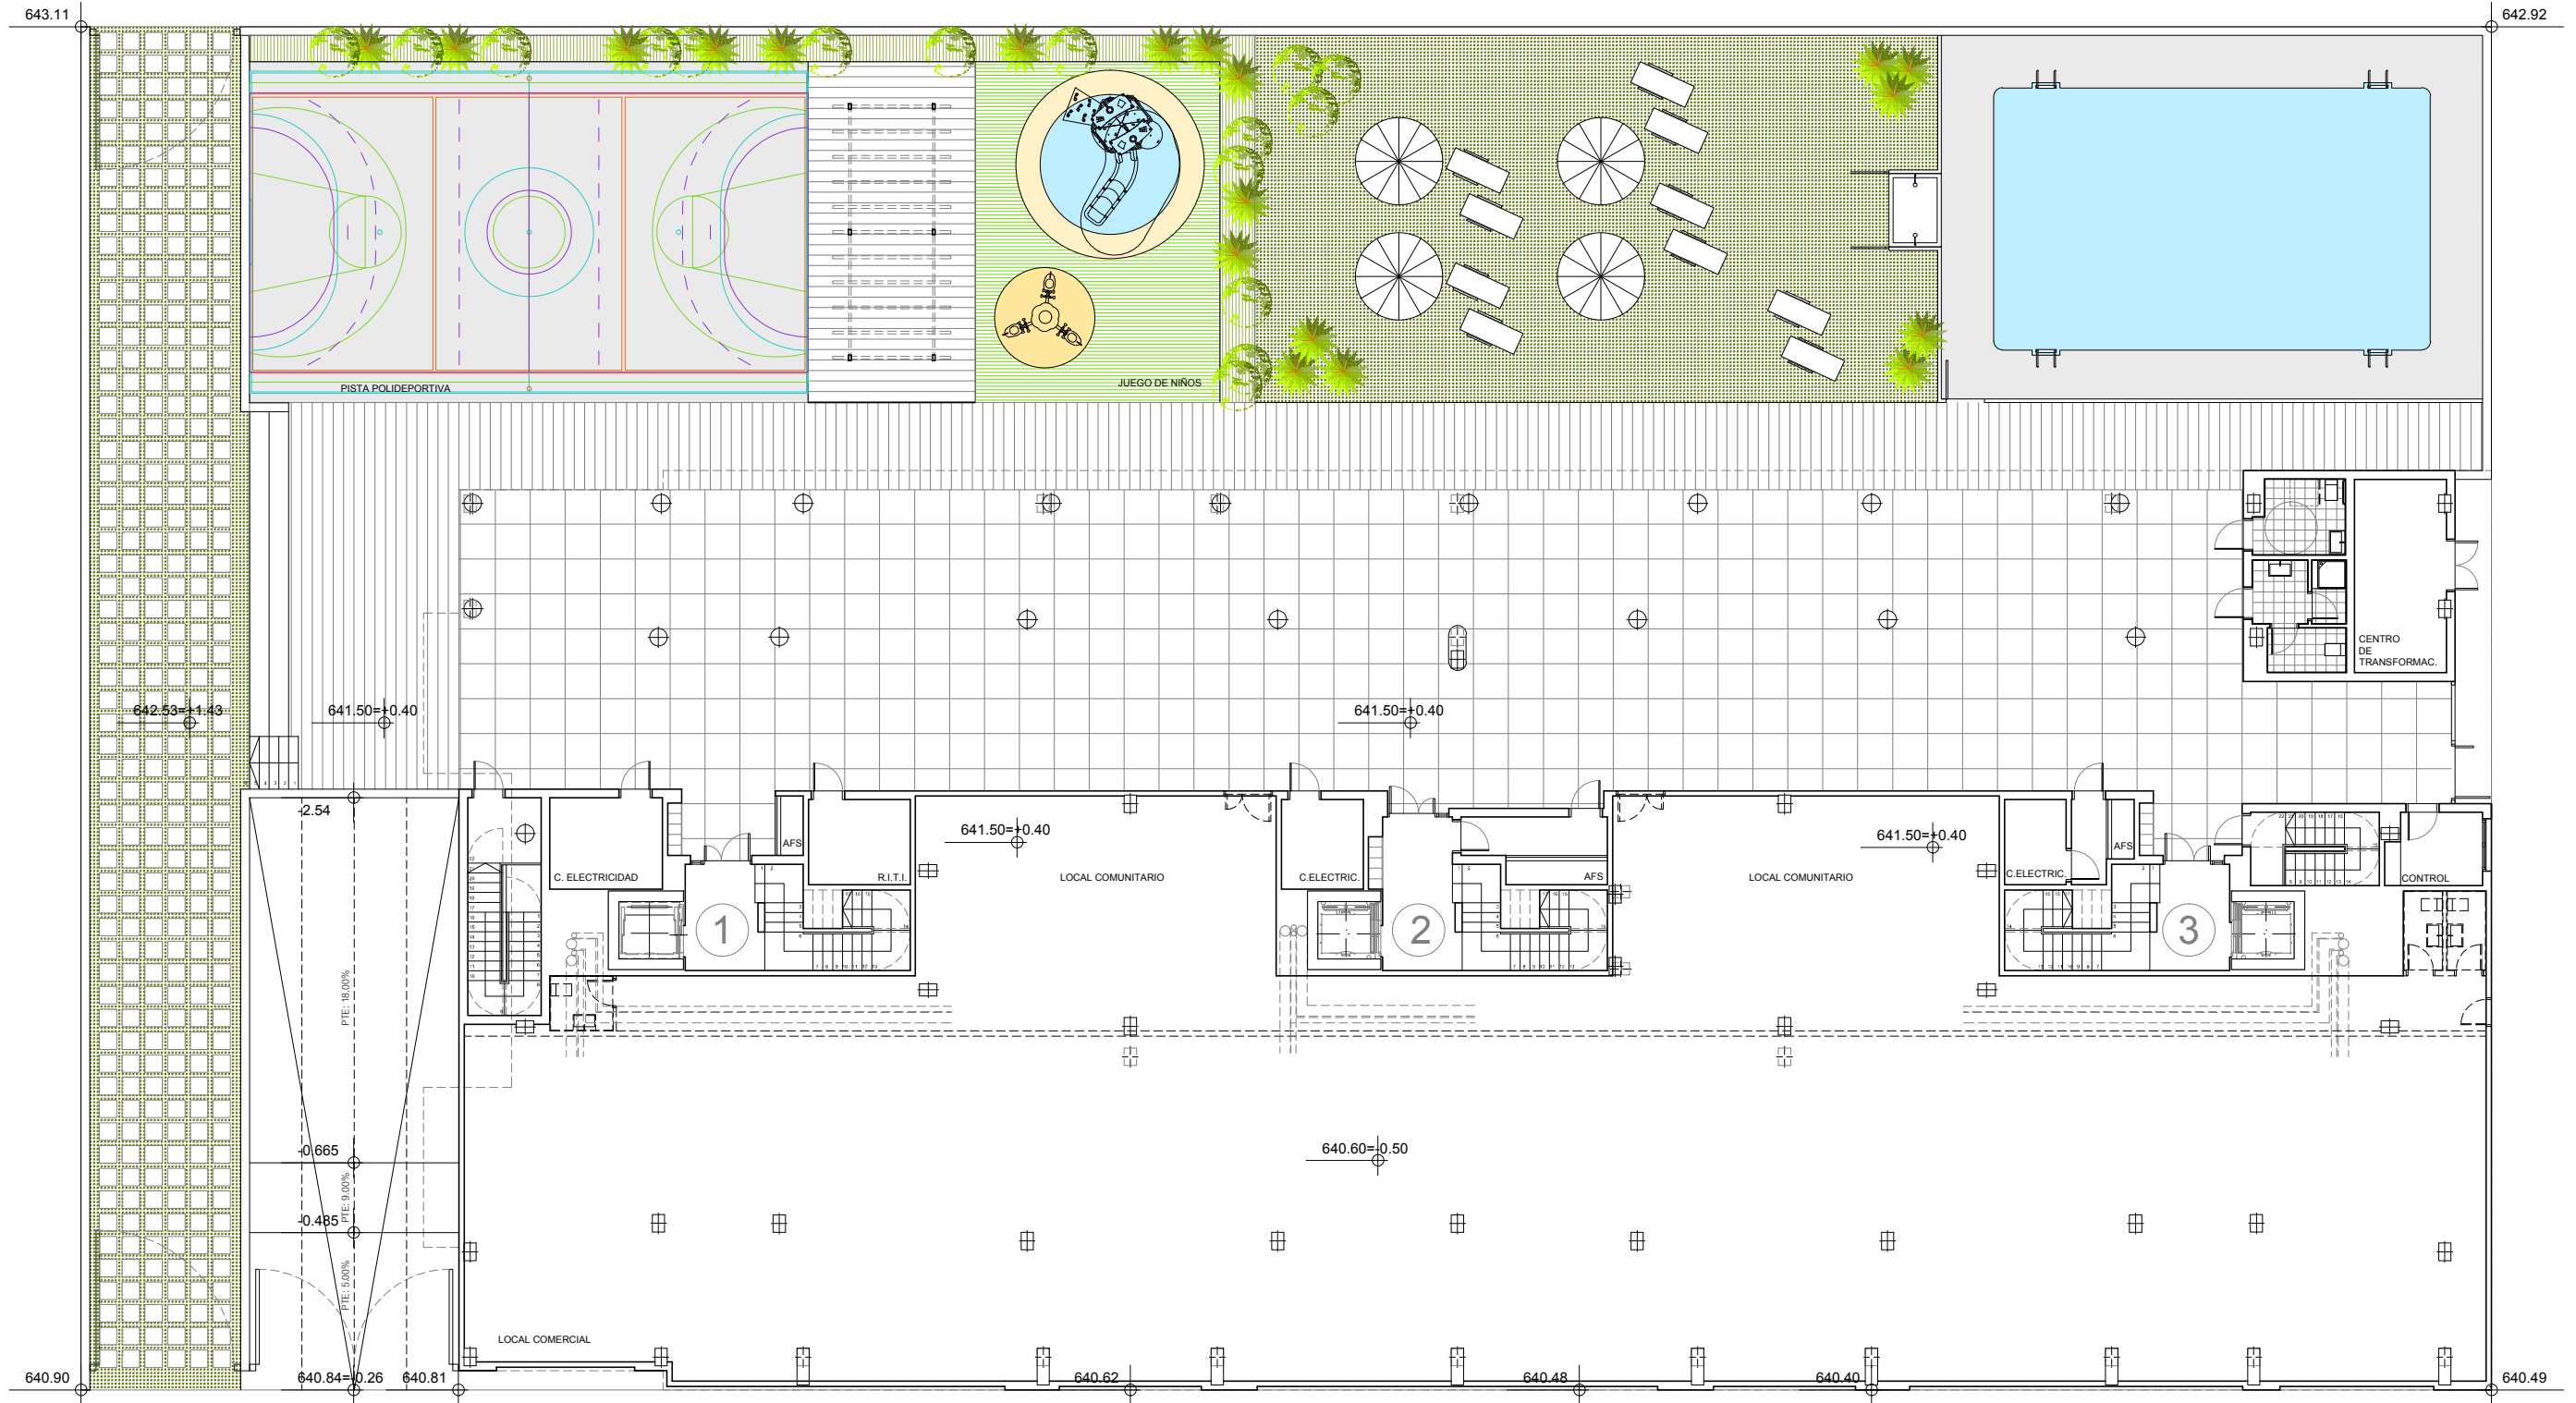 643.11
642.92
PISTA POLIDEPORTIVA
JUEGO DE NIÑOS
CENTRO
DE
TRANSFORMAC.
642.53=+1.43
641.50=+0.40
641.50=+0.40
-2.54
641.50=+0.40
641.50=+0.40
AFS
AFS
C. ELECTRICIDAD
R.I.T.I.
LOCAL COMUNITARIO
C.ELECTRIC.
AFS
LOCAL COMUNITARIO
C.ELECTRIC.
CONTROL
1
2
3
PTE: 18.00%
-0.665
640.60=-0.50
PTE: 9.00%
-0.485
PTE: 5.00%
LOCAL COMERCIAL
640.90
640.84=-0.26
640.81
640.62
640.48
640.40
640.49